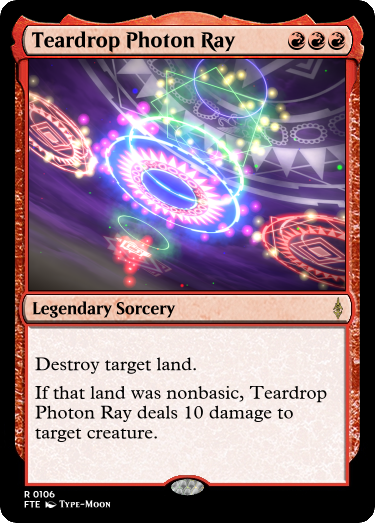 Teardrop Photon Ray
Legendary Sorcery
Destroy target land.
If that land was nonbasic, Teardrop
Photon Ray deals 10 damage to
target creature.
R 0106
FTE Type-Moon